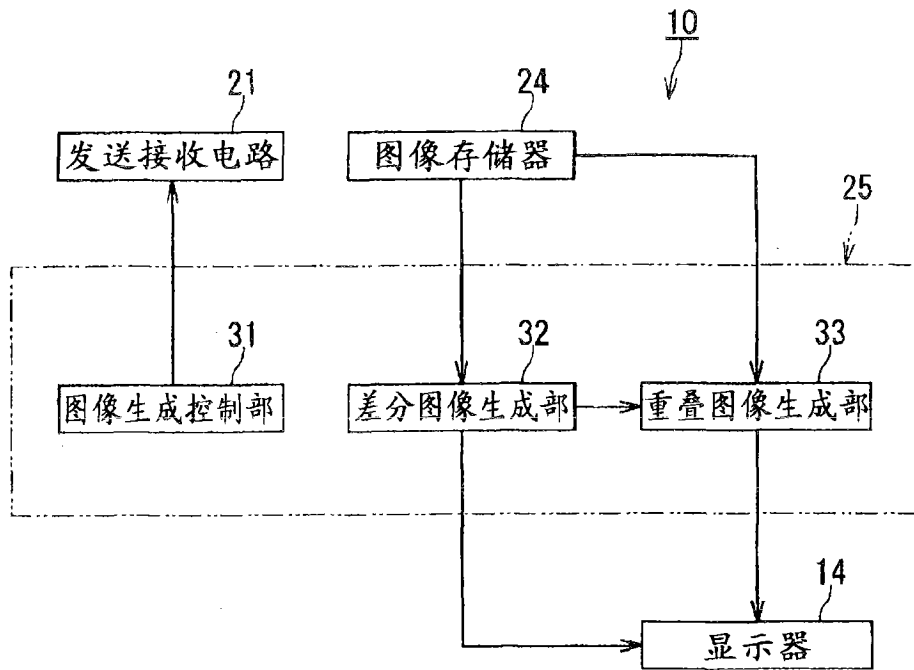 10
21
24
发送接收电路
图像存储器
25
31
32
33
图像生成控制部
差分图像生成部
重叠图像生成部
14
显示器